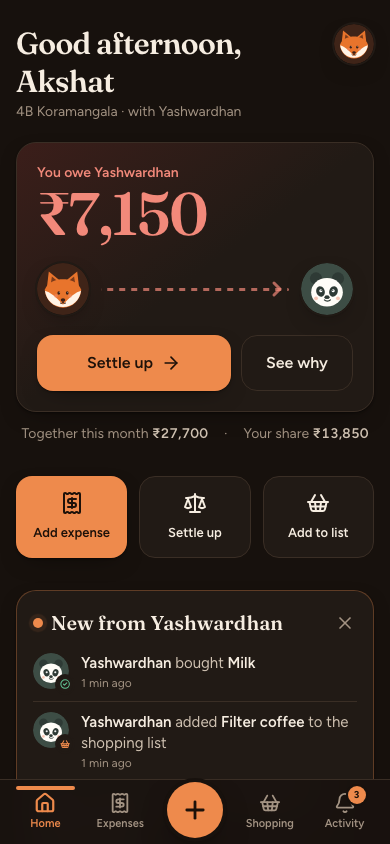 Good afternoon,
Akshat
4B Koramangala · with Yashwardhan
You owe Yashwardhan
₹7,150
Settle up →
See why
Together this month ₹27,700 · Your share ₹13,850
Add expense
Settle up
Add to list
New from Yashwardhan
Yashwardhan bought Milk
1 min ago
Yashwardhan added Filter coffee to the
shopping list
1 min ago
3
Home
Expenses
Shopping
Activity